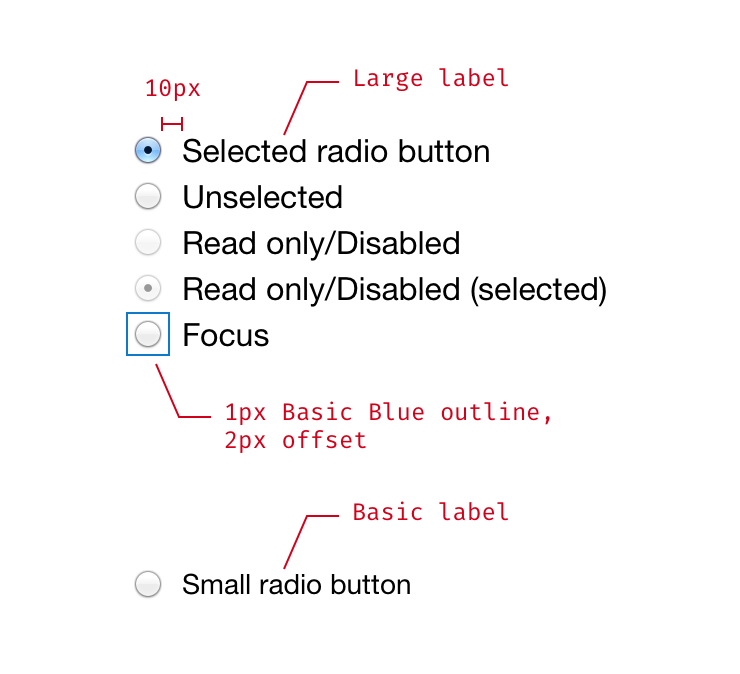 Large label
10px
Selected radio button
Unselected
Read only/Disabled
Read only/Disabled (selected)
Focus
1px Basic Blue outline,
2px offset
Basic label
Small radio button